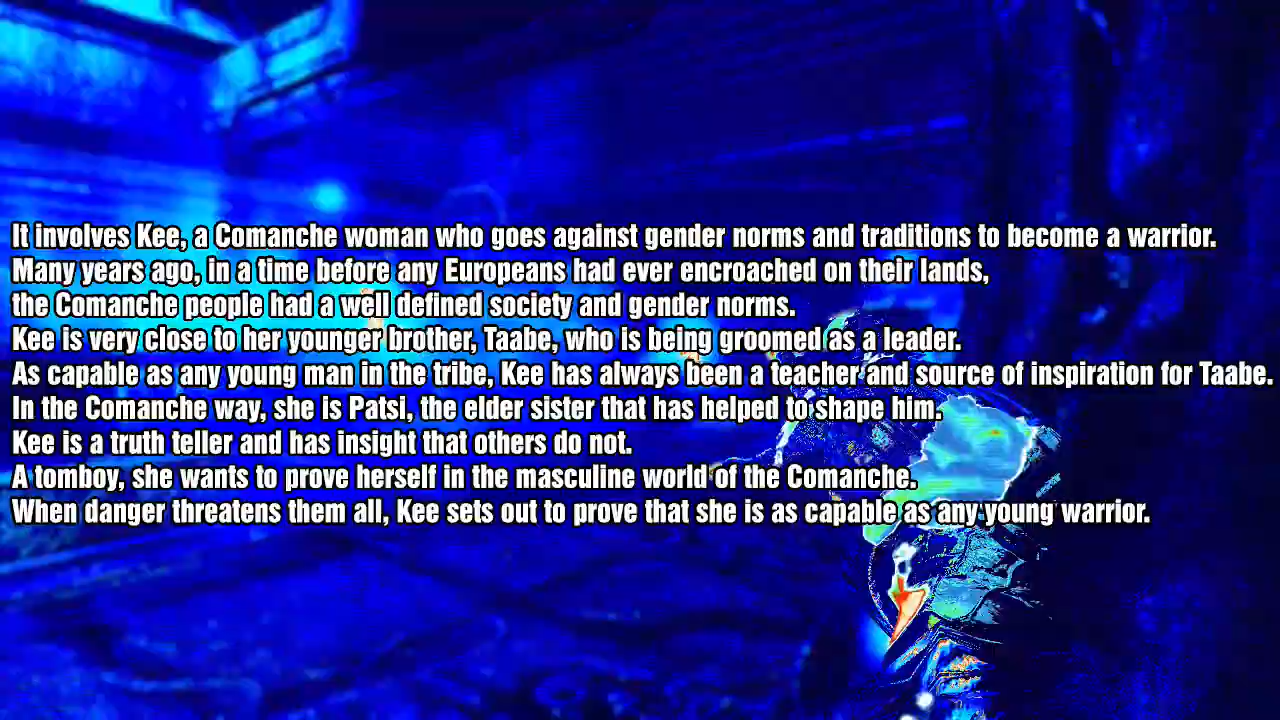 It involves Kee, a Comanche woman who goes against gender norms and traditions to become a warrior.
Many years ago, in a time before any Europeans had ever encroached on their lands,
the Comanche people had a well defined society and gender norms.
Kee is very close to her younger brother, Taabe, who is being groomed as a leader.
As capable as any young man in the tribe, Kee has always been a teacher and source of inspiration for Taabe.
In the Comanche way, she is Patsi, the elder sister that has helped to shape him.
Kee is a truth teller and has insight that others do not.
A tomboy, she wants to prove herself in the masculine world of the Comanche.
When danger threatens them all, Kee sets out to prove that she is as capable as any young warrior.